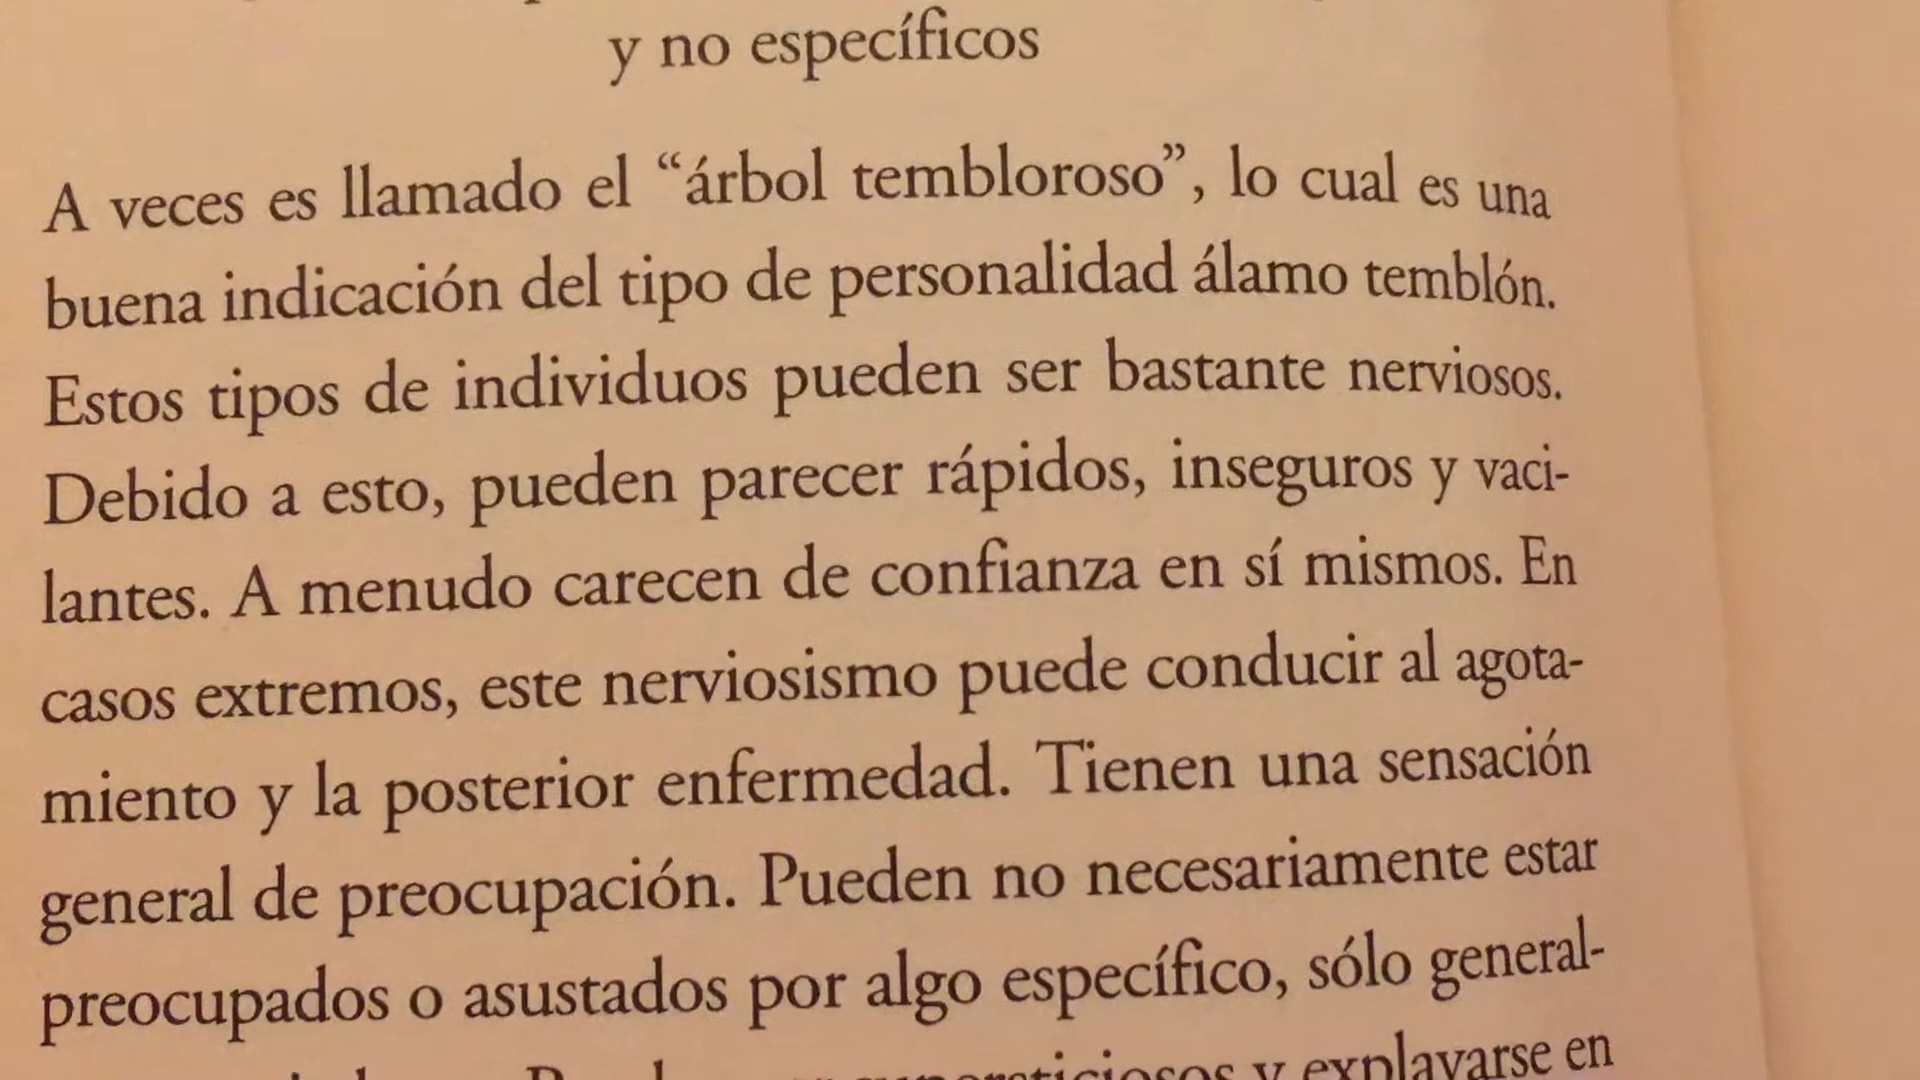 y no específicos
A veces es llamado el “árbol tembloroso”, lo cual es una
buena indicación del tipo de personalidad álamo temblón.
Estos tipos de individuos pueden ser bastante nerviosos.
Debido a esto, pueden parecer rápidos, inseguros y vaci-
lantes. A menudo carecen de confianza en sí mismos. En
casos extremos, este nerviosismo puede conducir al agota-
miento y la posterior enfermedad. Tienen una sensación
general de preocupación. Pueden no necesariamente estar
preocupados o asustados por algo específico, sólo general-
y explayarse en